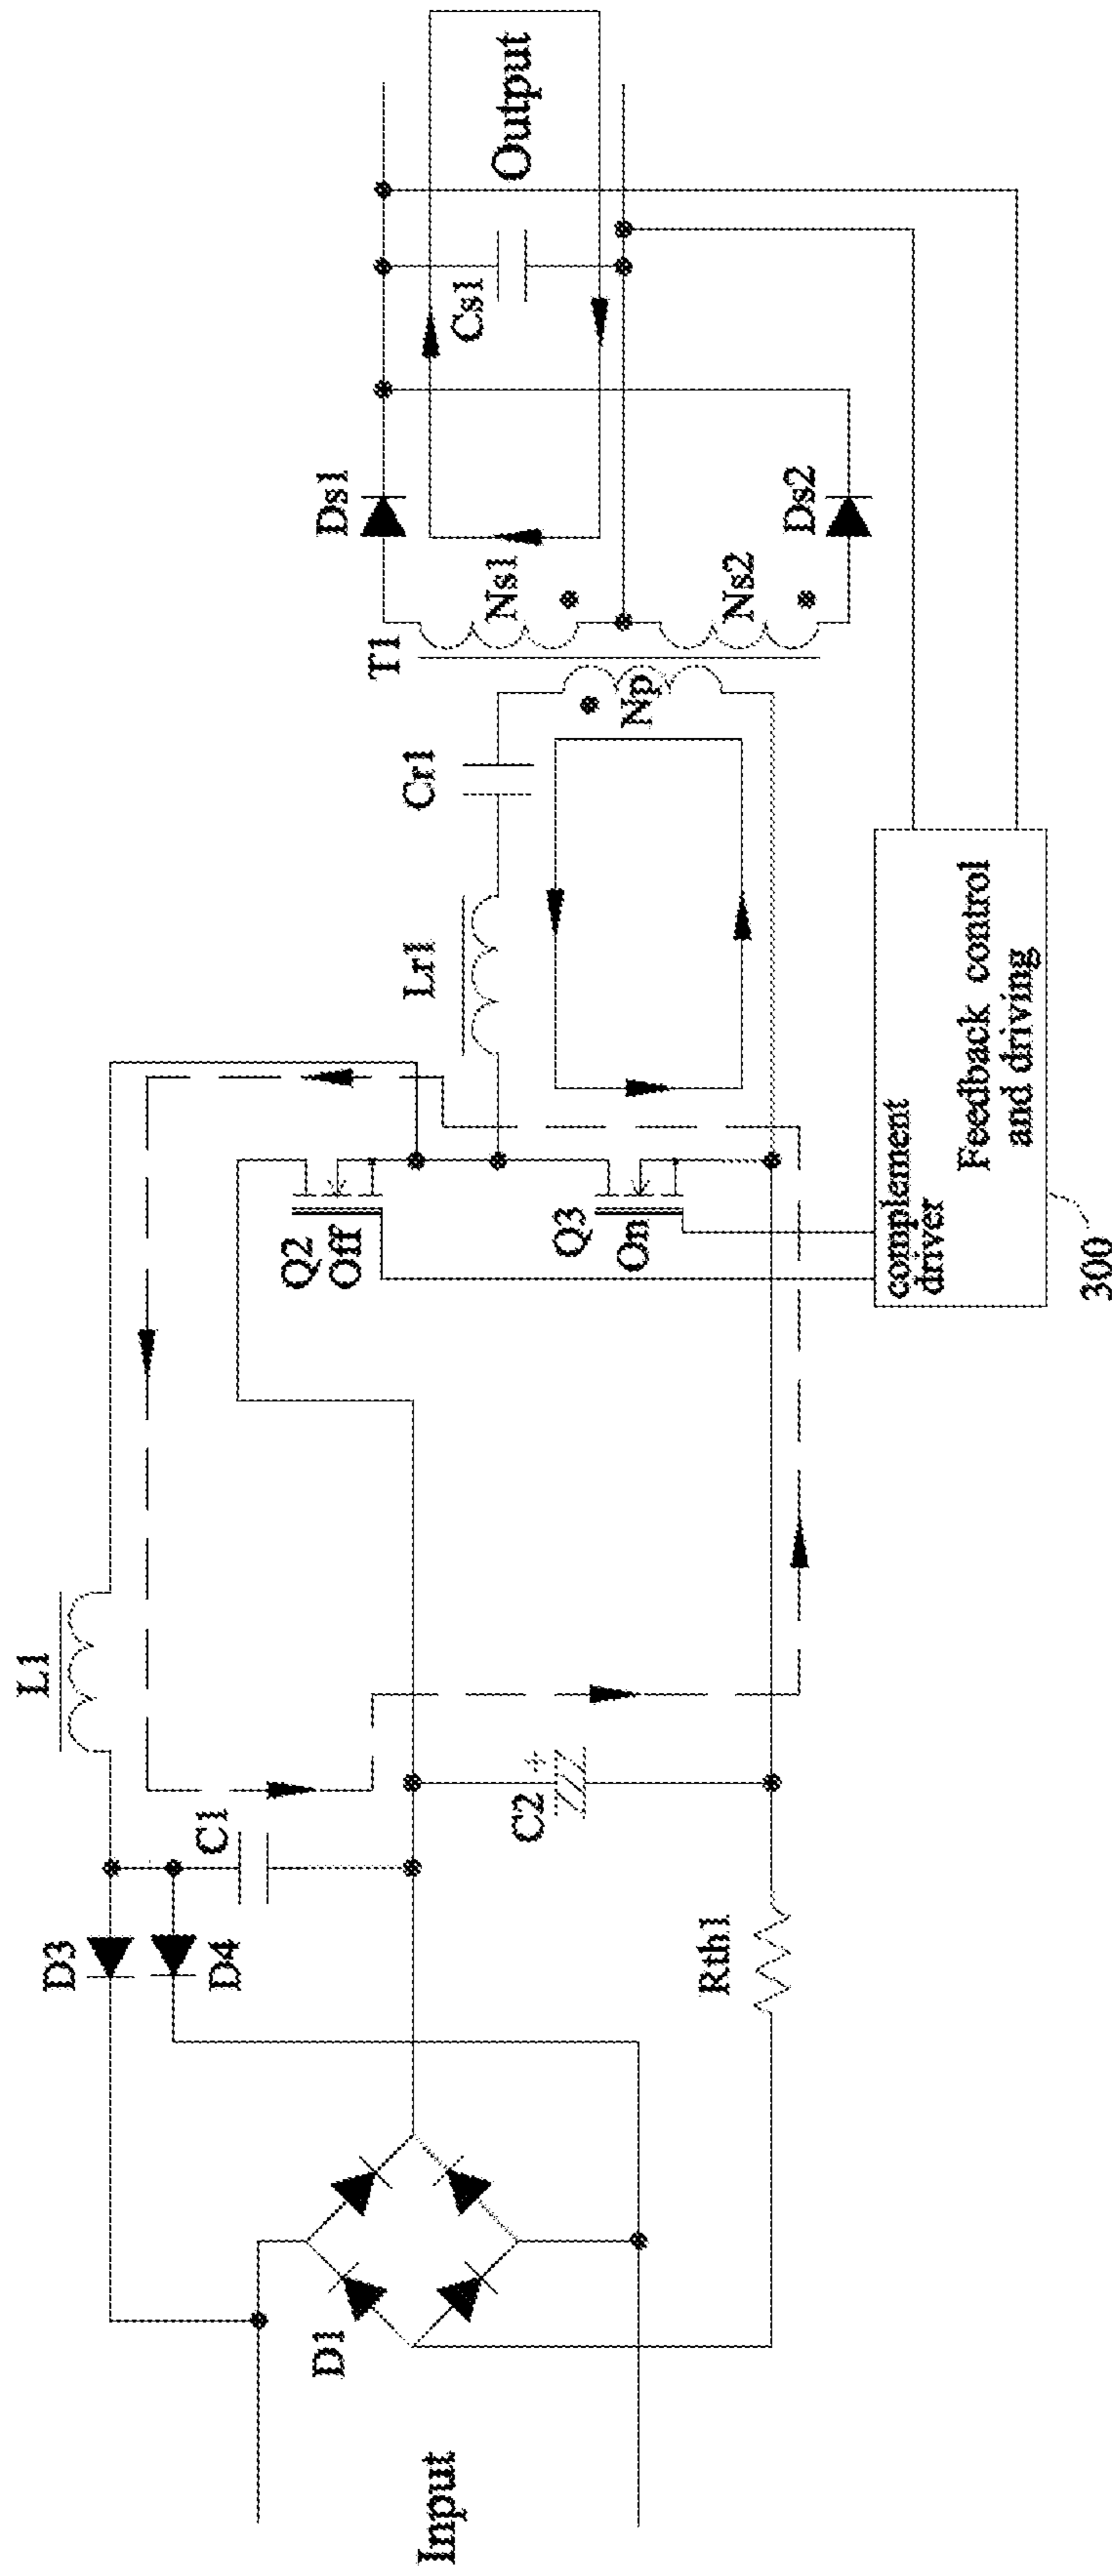 Input
D1
D3
D4
C1
L1
C2
Rth1
Q2
Off
Q3
On
Lr1
Cr1
T1
Np
Ns1
Ns2
Ds1
Ds2
Cs1
Output
complement
driver
Feedback control
and driving
300